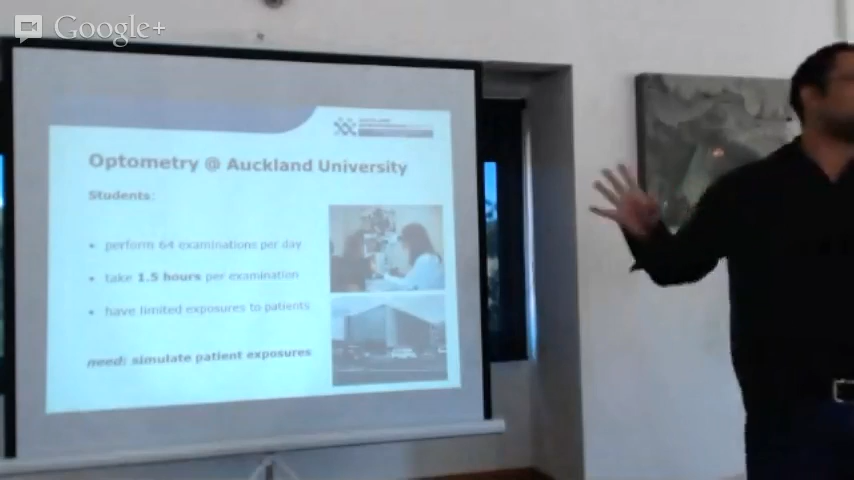 Google+
Optometry @ Auckland University
Students:
• perform 64 examinations per day
• take 1.5 hours per examination
• have limited exposures to patients
need: simulate patient exposures